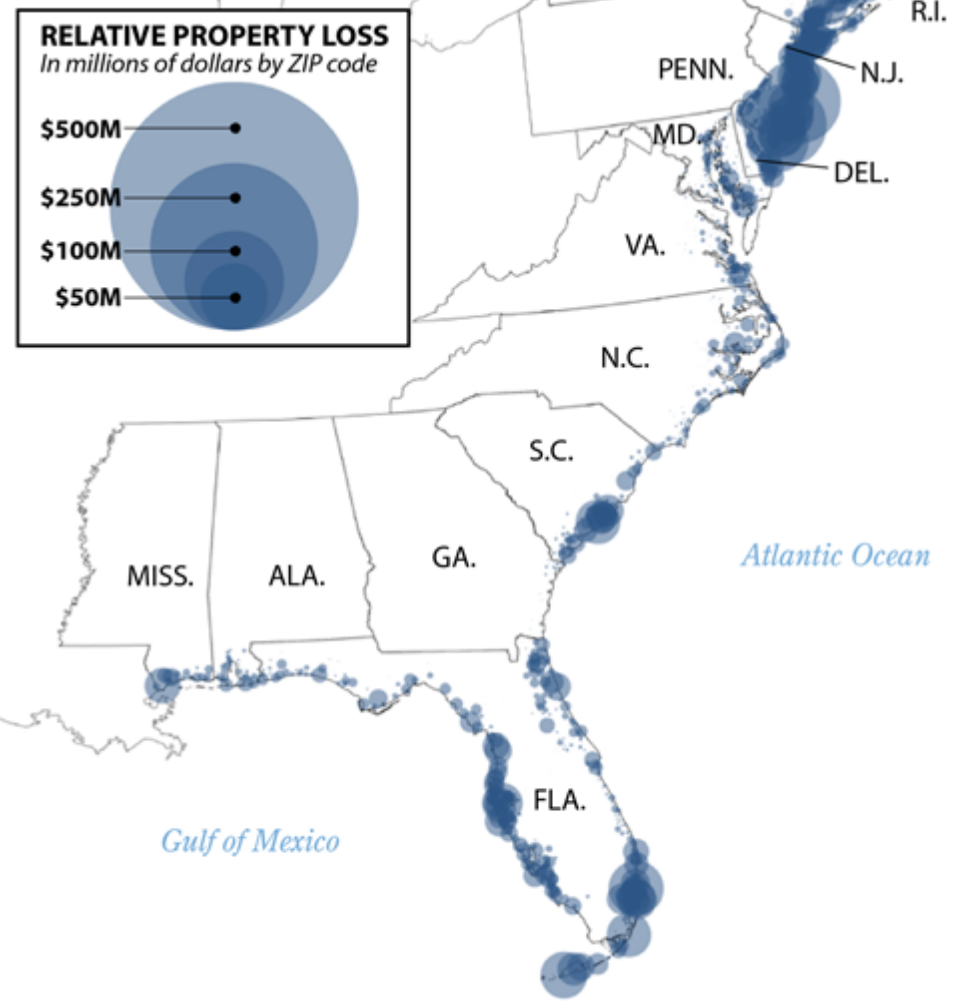 RELATIVE PROPERTY LOSS
In millions of dollars by ZIP code
$500M
$250M
$100M
$50M
R.I.
PENN.
N.J.
MD.
DEL.
VA.
N.C.
S.C.
Atlantic Ocean
MISS.
ALA.
GA.
FLA.
Gulf of Mexico